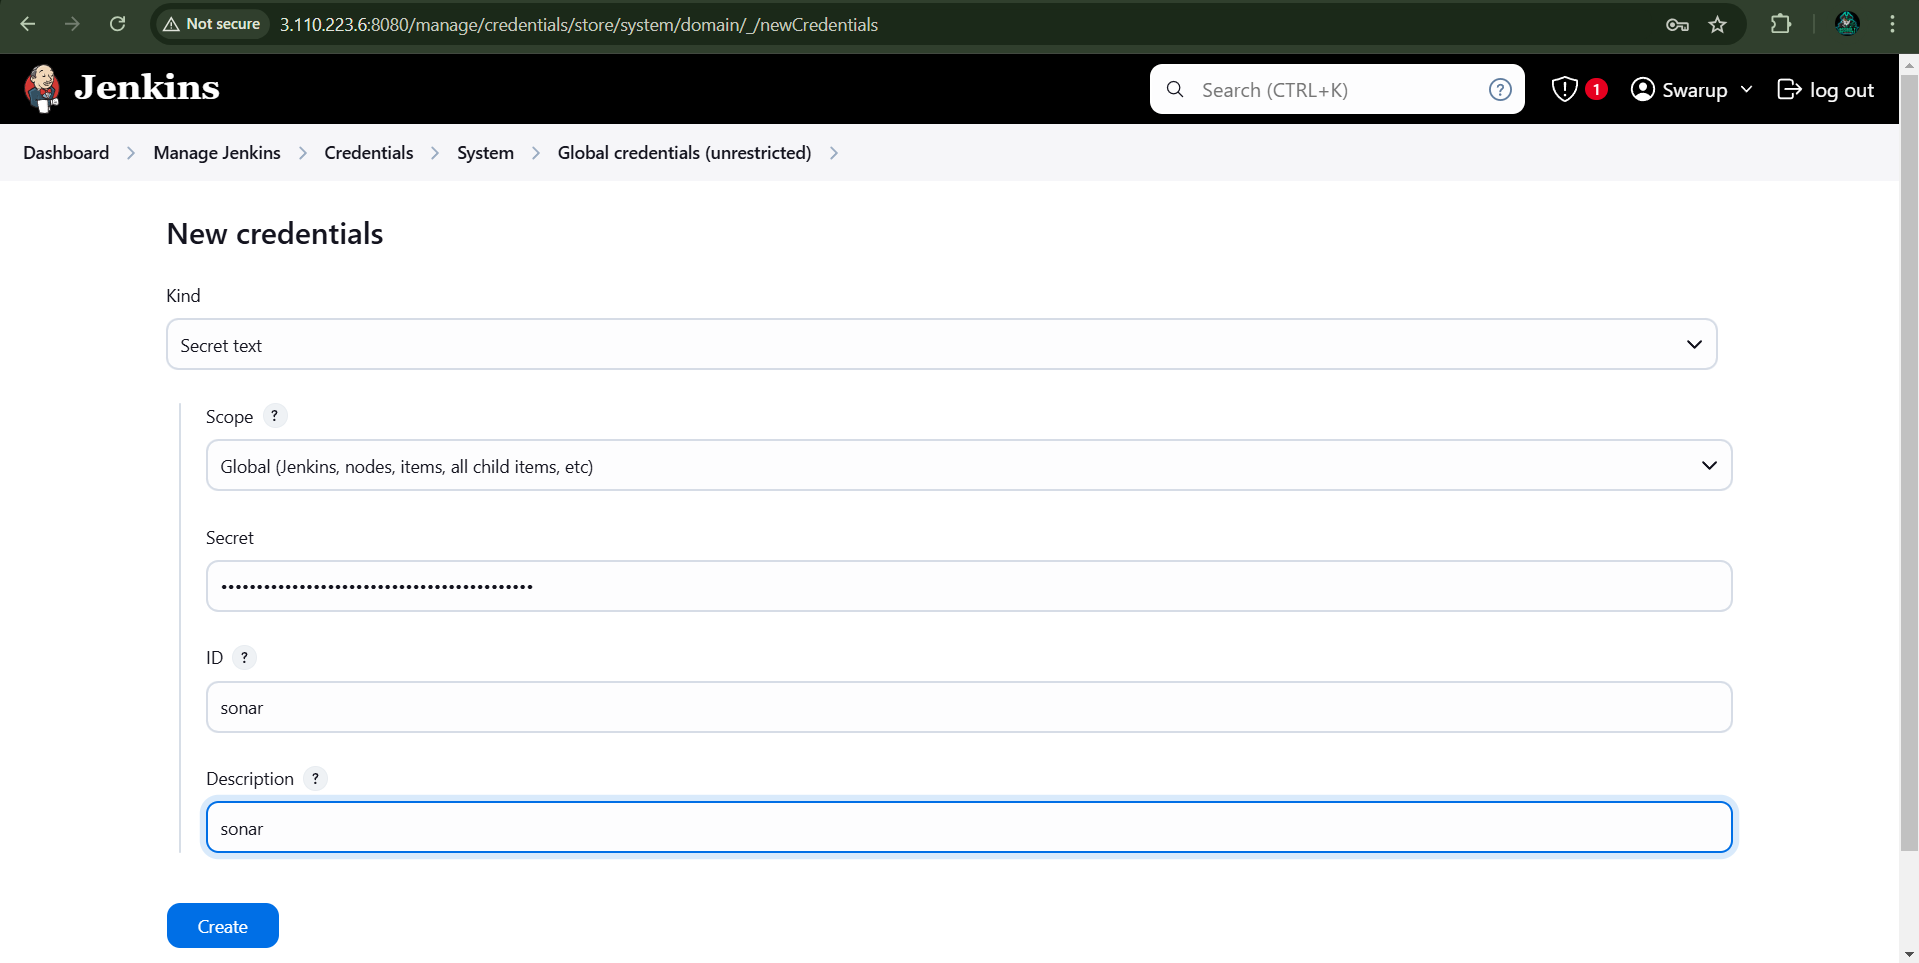 Not secure 3.110.223.6:8080/manage/credentials/store/system/domain/_/newCredentials
Jenkins Search (CTRL+K) ? 1 Swarup log out
Dashboard Manage Jenkins Credentials System Global credentials (unrestricted)
New credentials
Kind
Secret text
Scope ?
Global (Jenkins, nodes, items, all child items, etc)
Secret
••••••••••••••••••••••••••••••••••••••••••••
ID ?
sonar
Description ?
sonar
Create